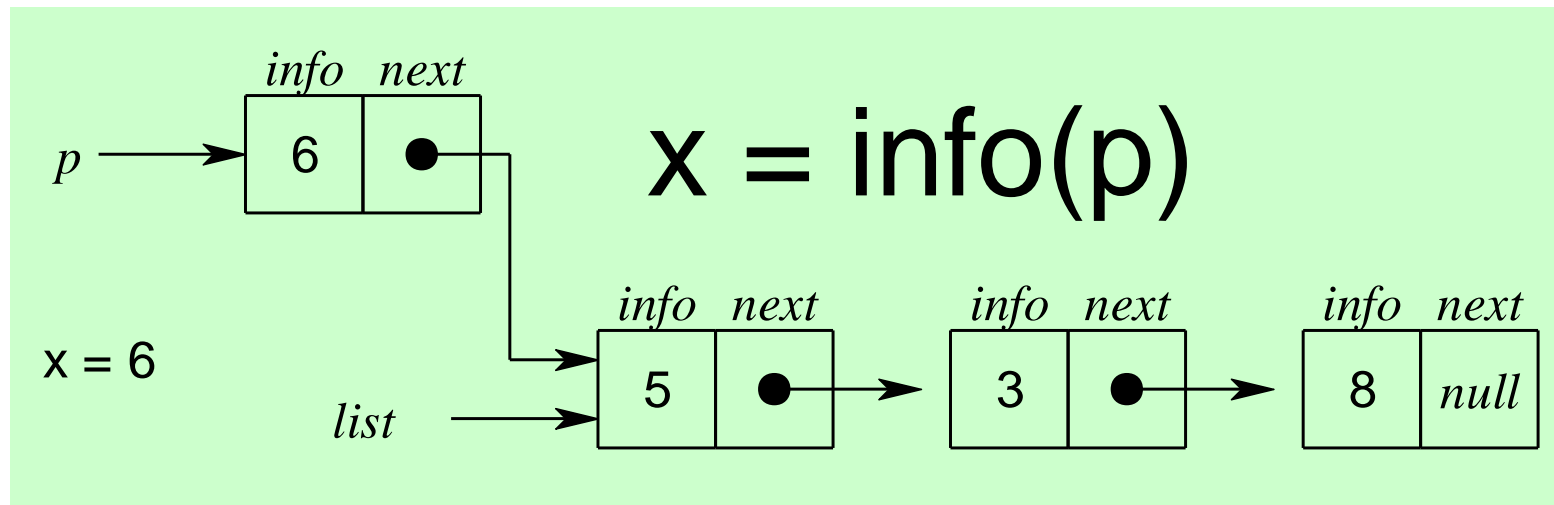 info next
p 6
x = info(p)
info next info next info next
x = 6
5 3 8 null
list